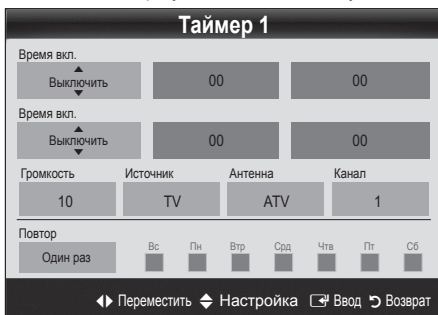 Таймер 1
Время вкл.
Выключить 00 00
Время вкл.
Выключить 00 00
Громкость Источник Антенна Канал
10 TV ATV 1
Повтор
Вс Пн Втр Срд Чтв Пт Сб
Один раз
Переместить Настройка Ввод Возврат